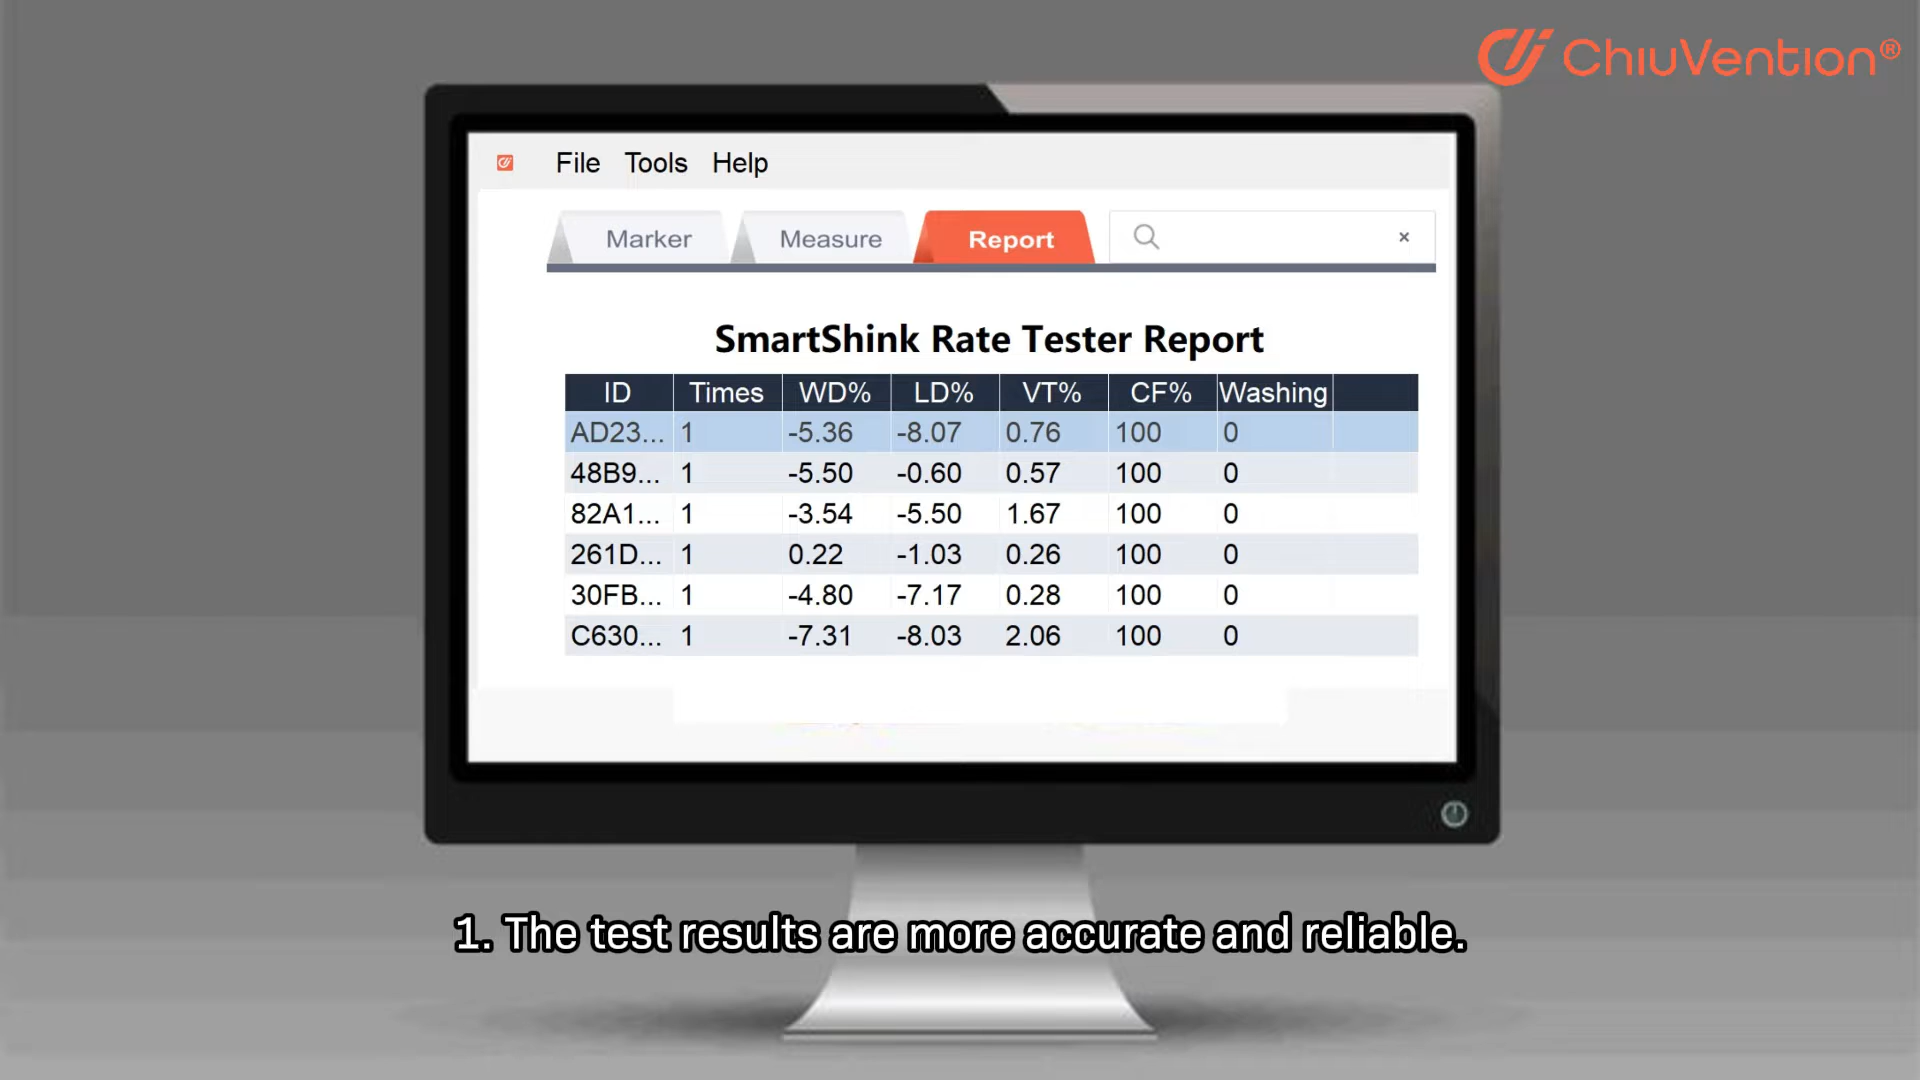 ChiuVention®
File Tools Help
Marker Measure Report ×
SmartShink Rate Tester Report
ID Times WD% LD% VT% CF% Washing
AD23... 1 -5.36 -8.07 0.76 100 0
48B9... 1 -5.50 -0.60 0.57 100 0
82A1... 1 -3.54 -5.50 1.67 100 0
261D... 1 0.22 -1.03 0.26 100 0
30FB... 1 -4.80 -7.17 0.28 100 0
C630... 1 -7.31 -8.03 2.06 100 0
1. The test results are more accurate and reliable.